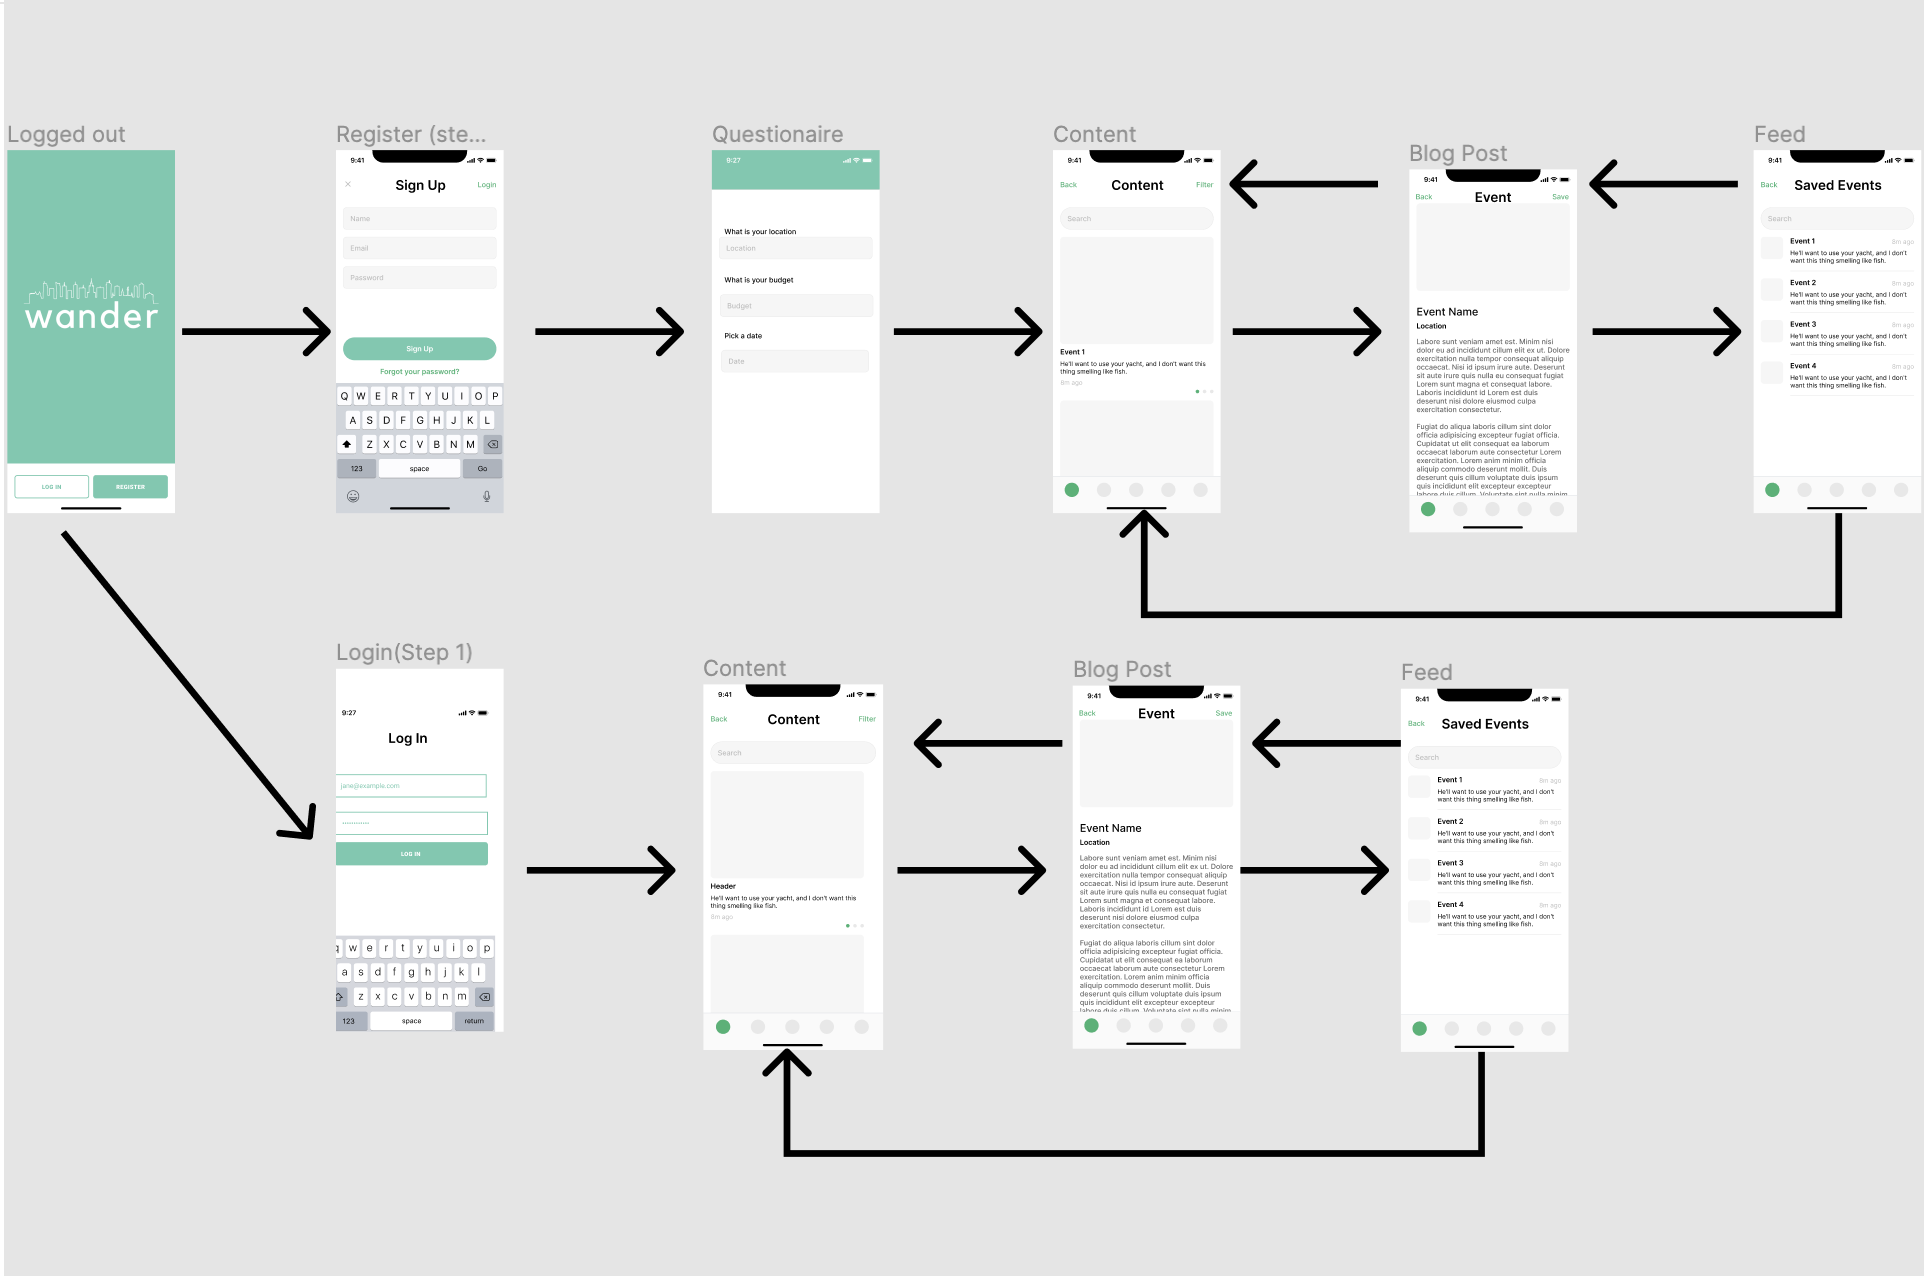 Logged out
wander
LOG IN
REGISTER
Register (ste...
9:41
Sign Up
Login
Name
Email
Password
Sign Up
Forgot your password?
Q W E R T Y U I O P
A S D F G H J K L
Z X C V B N M
123
space
Go
Questionaire
9:27
What is your location
Location
What is your budget
Budget
Pick a date
Date
Content
9:41
Back
Content
Filter
Search
Event 1
He'll want to use your yacht, and I don't want this
thing smelling like fish.
8m ago
Blog Post
9:41
Back
Event
Save
Event Name
Location
Labore sunt veniam amet est. Minim nisi
dolor eu ad incididunt cillum elit ex ut. Dolore
exercitation nulla tempor consequat aliquip
occaecat. Nisi id ipsum irure aute. Deserunt
sit aute irure quis nulla eu consequat fugiat
Lorem sunt magna et consequat labore.
Laboris incididunt id Lorem est duis
deserunt nisi dolore eiusmod culpa
exercitation consectetur.
Fugiat do aliqua laboris cillum sint dolor
officia adipisicing excepteur fugiat officia.
Cupidatat ut elit consequat ea laborum
occaecat laborum aute consectetur Lorem
exercitation. Lorem anim minim officia
aliquip commodo deserunt mollit. Duis
deserunt quis cillum voluptate duis ipsum
quis incididunt elit excepteur excepteur
labore duis cillum. Voluptate sint nulla minim
Feed
9:41
Back
Saved Events
Search
Event 1
8m ago
He'll want to use your yacht, and I don't
want this thing smelling like fish.
Event 2
8m ago
He'll want to use your yacht, and I don't
want this thing smelling like fish.
Event 3
8m ago
He'll want to use your yacht, and I don't
want this thing smelling like fish.
Event 4
8m ago
He'll want to use your yacht, and I don't
want this thing smelling like fish.
Login(Step 1)
9:27
Log In
jane@example.com
LOG IN
q w e r t y u i o p
a s d f g h j k l
z x c v b n m
123
space
return
Content
9:41
Back
Content
Filter
Search
Header
He'll want to use your yacht, and I don't want this
thing smelling like fish.
8m ago
Blog Post
9:41
Back
Event
Save
Event Name
Location
Labore sunt veniam amet est. Minim nisi
dolor eu ad incididunt cillum elit ex ut. Dolore
exercitation nulla tempor consequat aliquip
occaecat. Nisi id ipsum irure aute. Deserunt
sit aute irure quis nulla eu consequat fugiat
Lorem sunt magna et consequat labore.
Laboris incididunt id Lorem est duis
deserunt nisi dolore eiusmod culpa
exercitation consectetur.
Fugiat do aliqua laboris cillum sint dolor
officia adipisicing excepteur fugiat officia.
Cupidatat ut elit consequat ea laborum
occaecat laborum aute consectetur Lorem
exercitation. Lorem anim minim officia
aliquip commodo deserunt mollit. Duis
deserunt quis cillum voluptate duis ipsum
quis incididunt elit excepteur excepteur
labore duis cillum. Voluptate sint nulla minim
Feed
9:41
Back
Saved Events
Search
Event 1
8m ago
He'll want to use your yacht, and I don't
want this thing smelling like fish.
Event 2
8m ago
He'll want to use your yacht, and I don't
want this thing smelling like fish.
Event 3
8m ago
He'll want to use your yacht, and I don't
want this thing smelling like fish.
Event 4
8m ago
He'll want to use your yacht, and I don't
want this thing smelling like fish.